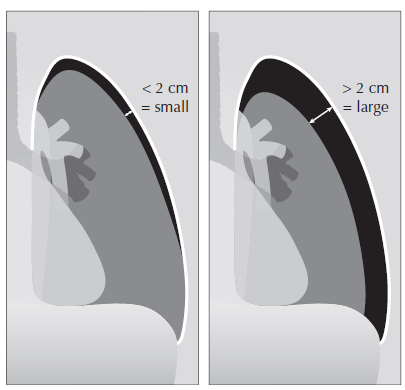 < 2 cm
= small
> 2 cm
= large